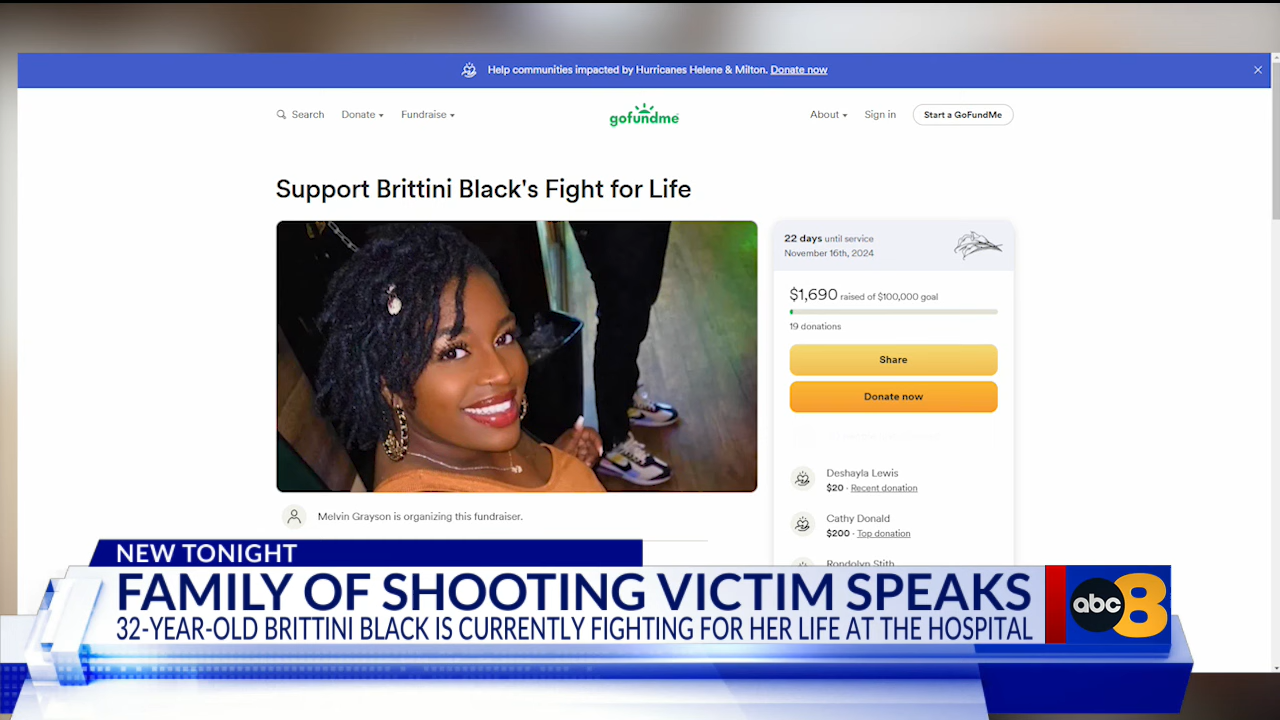 Help communities impacted by Hurricanes Helene & Milton. Donate now
Search Donate Fundraise gofundme About Sign in Start a GoFundMe
Support Brittini Black's Fight for Life
22 days until service
November 16th, 2024
$1,690 raised of $100,000 goal
19 donations
Share
Donate now
Deshayla Lewis
$20 · Recent donation
Cathy Donald
$200 · Top donation
Rondolyn Stith
Melvin Grayson is organizing this fundraiser.
NEW TONIGHT
FAMILY OF SHOOTING VICTIM SPEAKS
32-YEAR-OLD BRITTINI BLACK IS CURRENTLY FIGHTING FOR HER LIFE AT THE HOSPITAL
abc 8